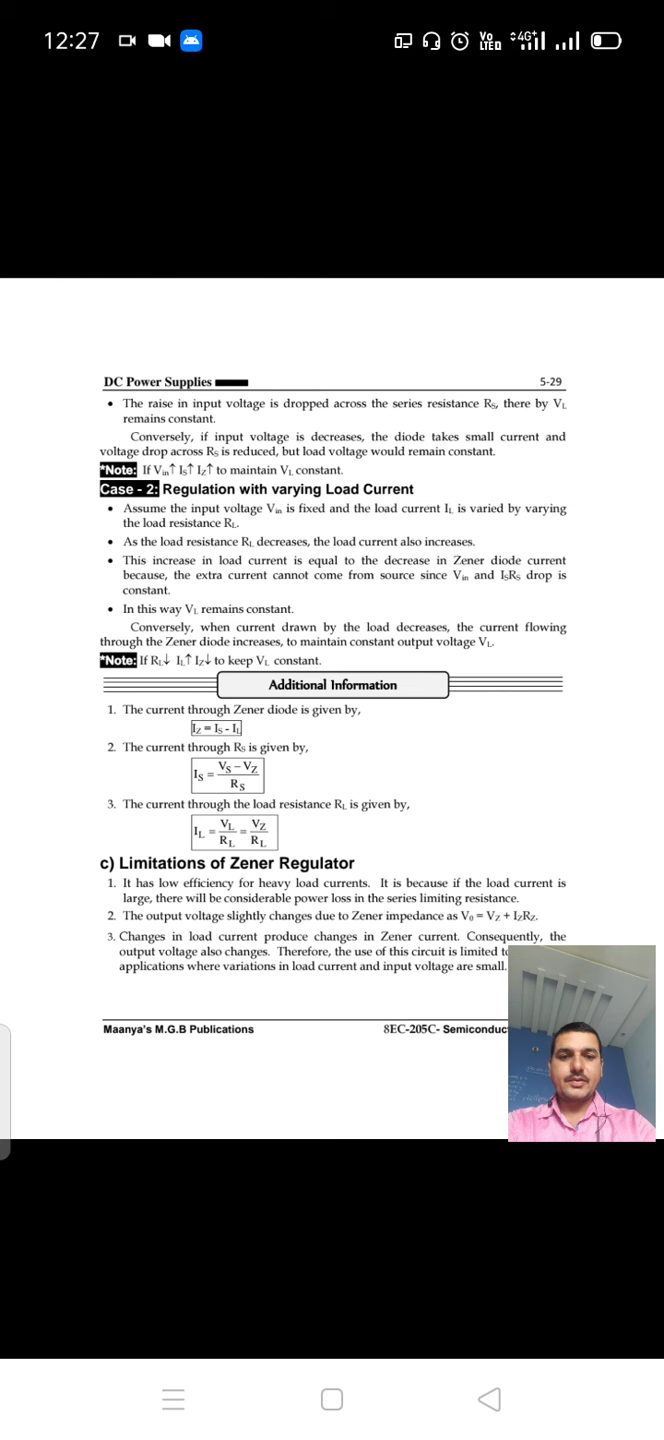 12:27
Vo LTED 4G+
DC Power Supplies 5-29
• The raise in input voltage is dropped across the series resistance RS, there by VL
remains constant.
Conversely, if input voltage is decreases, the diode takes small current and
voltage drop across RS is reduced, but load voltage would remain constant.
*Note: If Vin↑ IS↑ IZ↑ to maintain VL constant.
Case - 2: Regulation with varying Load Current
• Assume the input voltage Vin is fixed and the load current IL is varied by varying
the load resistance RL.
• As the load resistance RL decreases, the load current also increases.
• This increase in load current is equal to the decrease in Zener diode current
because, the extra current cannot come from source since Vin and ISRS drop is
constant.
• In this way VL remains constant.
Conversely, when current drawn by the load decreases, the current flowing
through the Zener diode increases, to maintain constant output voltage VL.
*Note: If RL↓ IL↑ IZ↓ to keep VL constant.
Additional Information
1. The current through Zener diode is given by,
IZ = IS - IL
2. The current through RS is given by,
IS = VS – VZ / RS
3. The current through the load resistance RL is given by,
IL = VL / RL = VZ / RL
c) Limitations of Zener Regulator
1. It has low efficiency for heavy load currents. It is because if the load current is
large, there will be considerable power loss in the series limiting resistance.
2. The output voltage slightly changes due to Zener impedance as V0 = VZ + IZRZ.
3. Changes in load current produce changes in Zener current. Consequently, the
output voltage also changes. Therefore, the use of this circuit is limited
applications where variations in load current and input voltage are small.
Maanya's M.G.B Publications 8EC-205C- Semiconduc